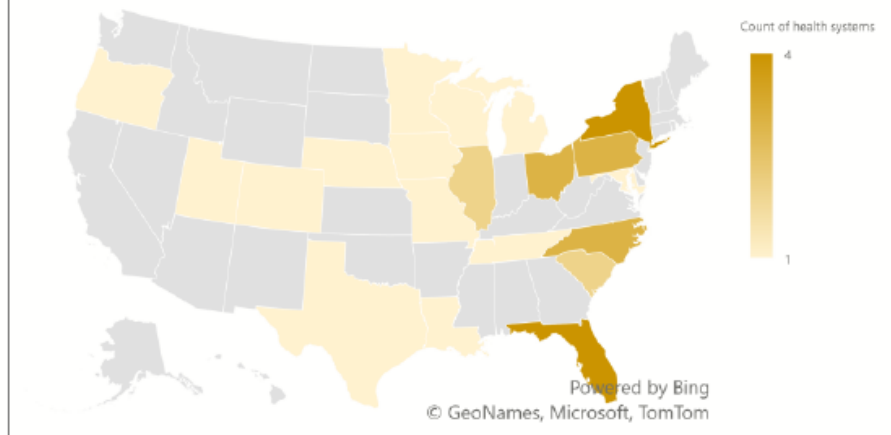 Count of health systems
4
1
Powered by Bing
© GeoNames, Microsoft, TomTom